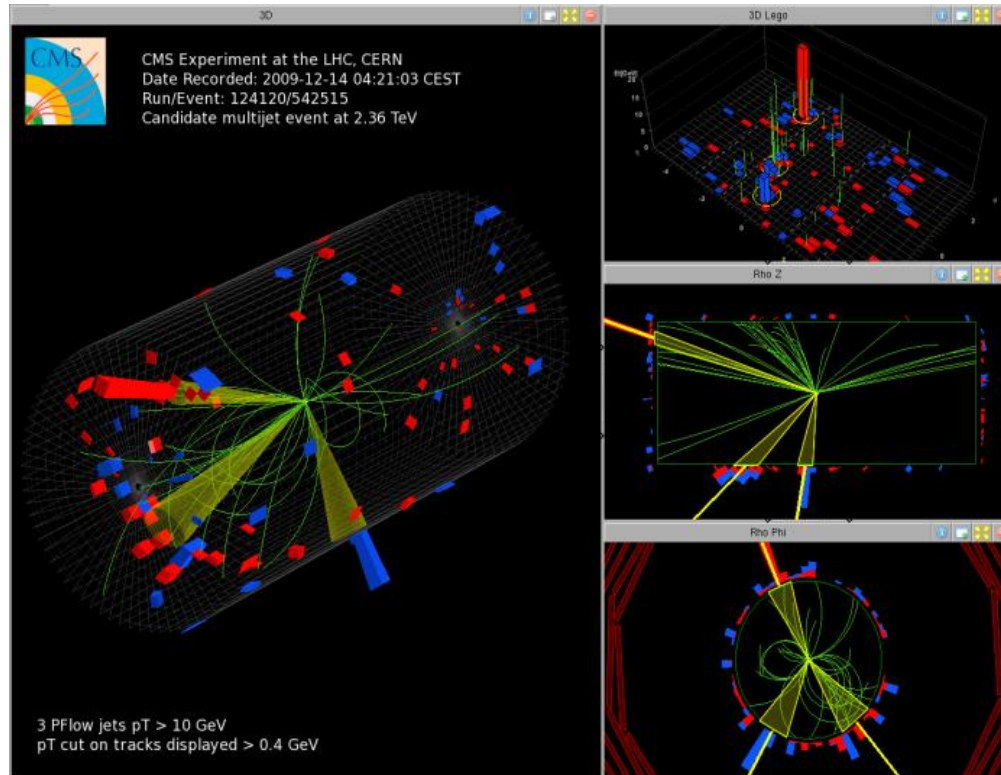 3D
CMS
CMS Experiment at the LHC, CERN
Date Recorded: 2009-12-14 04:21:03 CEST
Run/Event: 124120/542515
Candidate multijet event at 2.36 TeV
3 PFlow jets pT > 10 GeV
pT cut on tracks displayed > 0.4 GeV
3D Lego
Rho Z
Rho Phi